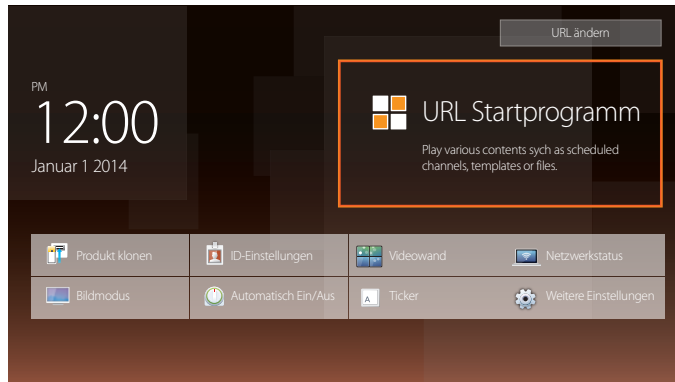 URL ändern
PM
12:00
Januar 1 2014
URL Startprogramm
Play various contents sych as scheduled
channels, templates or files.
Produkt klonen
ID-Einstellungen
Videowand
Netzwerkstatus
Bildmodus
Automatisch Ein/Aus
A
Ticker
Weitere Einstellungen